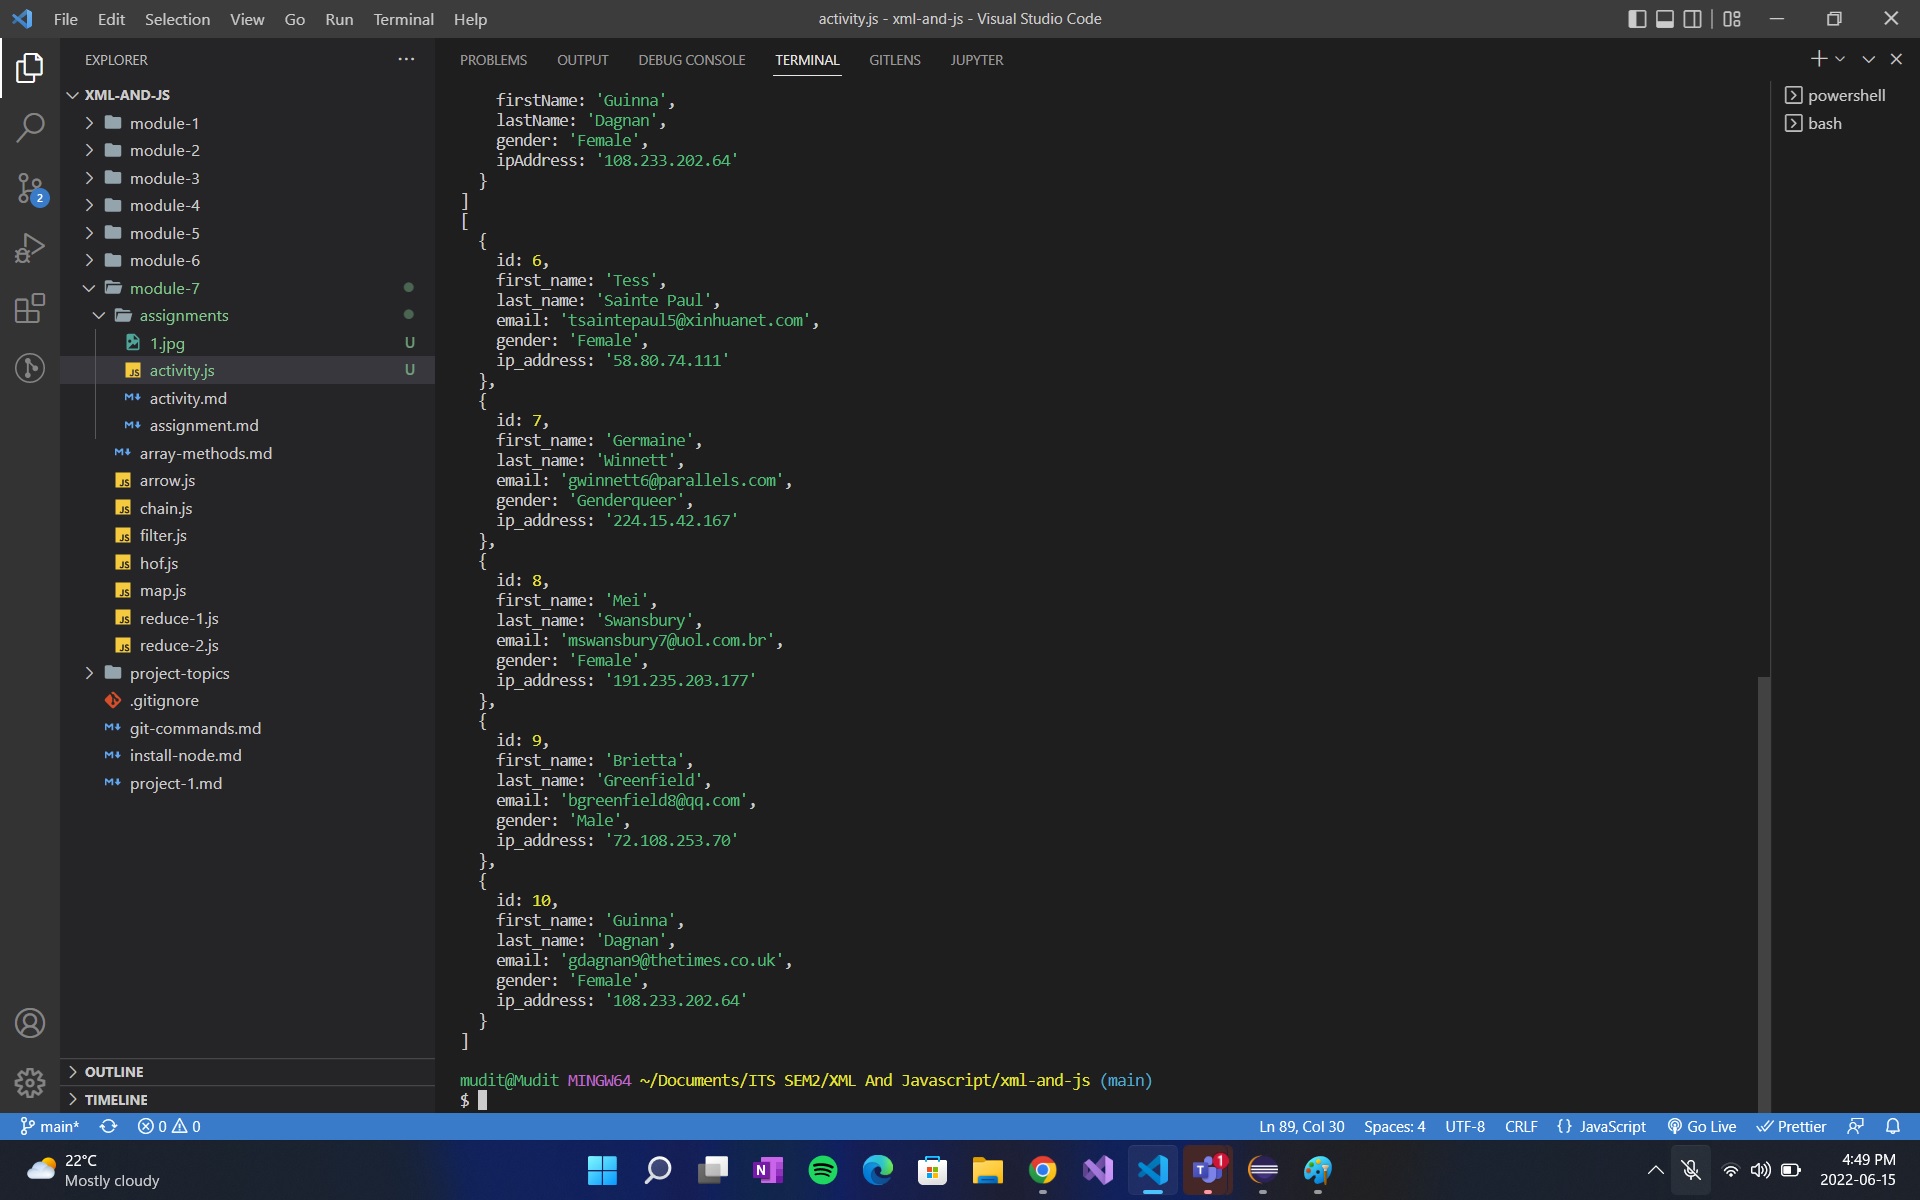 File Edit Selection View Go Run Terminal Help
activity.js - xml-and-js - Visual Studio Code
EXPLORER
XML-AND-JS
module-1
module-2
module-3
module-4
module-5
module-6
module-7
assignments
1.jpg U
activity.js U
activity.md
assignment.md
array-methods.md
arrow.js
chain.js
filter.js
hof.js
map.js
reduce-1.js
reduce-2.js
project-topics
.gitignore
git-commands.md
install-node.md
project-1.md
OUTLINE
TIMELINE
2
PROBLEMS OUTPUT DEBUG CONSOLE TERMINAL GITLENS JUPYTER
firstName: 'Guinna',
lastName: 'Dagnan',
gender: 'Female',
ipAddress: '108.233.202.64'
}
]
[
{
id: 6,
first_name: 'Tess',
last_name: 'Sainte Paul',
email: 'tsaintepaul5@xinhuanet.com',
gender: 'Female',
ip_address: '58.80.74.111'
},
{
id: 7,
first_name: 'Germaine',
last_name: 'Winnett',
email: 'gwinnett6@parallels.com',
gender: 'Genderqueer',
ip_address: '224.15.42.167'
},
{
id: 8,
first_name: 'Mei',
last_name: 'Swansbury',
email: 'mswansbury7@uol.com.br',
gender: 'Female',
ip_address: '191.235.203.177'
},
{
id: 9,
first_name: 'Brietta',
last_name: 'Greenfield',
email: 'bgreenfield8@qq.com',
gender: 'Male',
ip_address: '72.108.253.70'
},
{
id: 10,
first_name: 'Guinna',
last_name: 'Dagnan',
email: 'gdagnan9@thetimes.co.uk',
gender: 'Female',
ip_address: '108.233.202.64'
}
]
mudit@Mudit MINGW64 ~/Documents/ITS SEM2/XML And Javascript/xml-and-js (main)
$
powershell
bash
main* 0 0
Ln 89, Col 30 Spaces: 4 UTF-8 CRLF {} JavaScript Go Live Prettier
22°C
Mostly cloudy
1
4:49 PM
2022-06-15